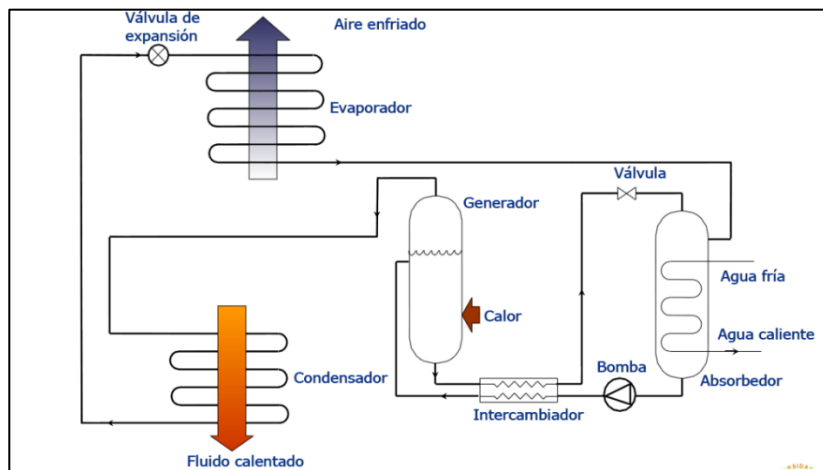 Válvula de
expansión
Aire enfriado
Evaporador
Válvula
Generador
Agua fría
Calor
Agua caliente
Bomba
Condensador
Absorbedor
Intercambiador
Fluido calentado